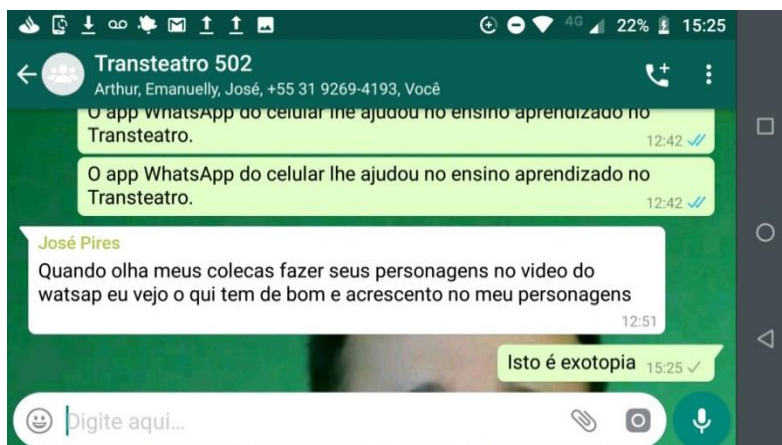 4G 22% 15:25
Transteatro 502
Arthur, Emanuelly, José, +55 31 9269-4193, Você
O app WhatsApp do celular lhe ajudou no ensino aprendizado no
Transteatro.
12:42
O app WhatsApp do celular lhe ajudou no ensino aprendizado no
Transteatro.
12:42
José Pires
Quando olha meus colecas fazer seus personagens no video do
watsap eu vejo o qui tem de bom e acrescento no meu personagens
12:51
Isto é exotopia 15:25
Digite aqui...